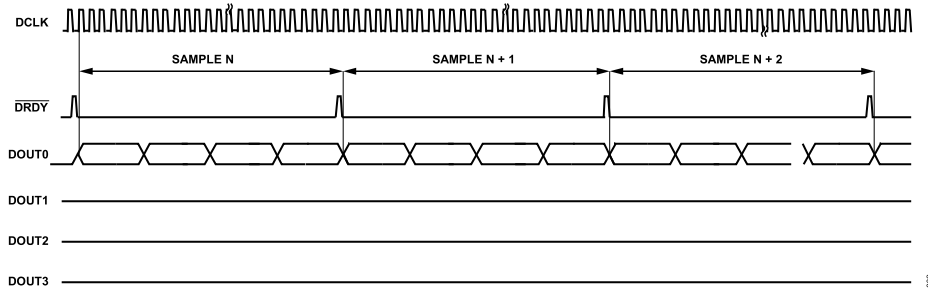 DCLK
SAMPLE N
SAMPLE N + 1
SAMPLE N + 2
DRDY
DOUT0
DOUT1
DOUT2
DOUT3